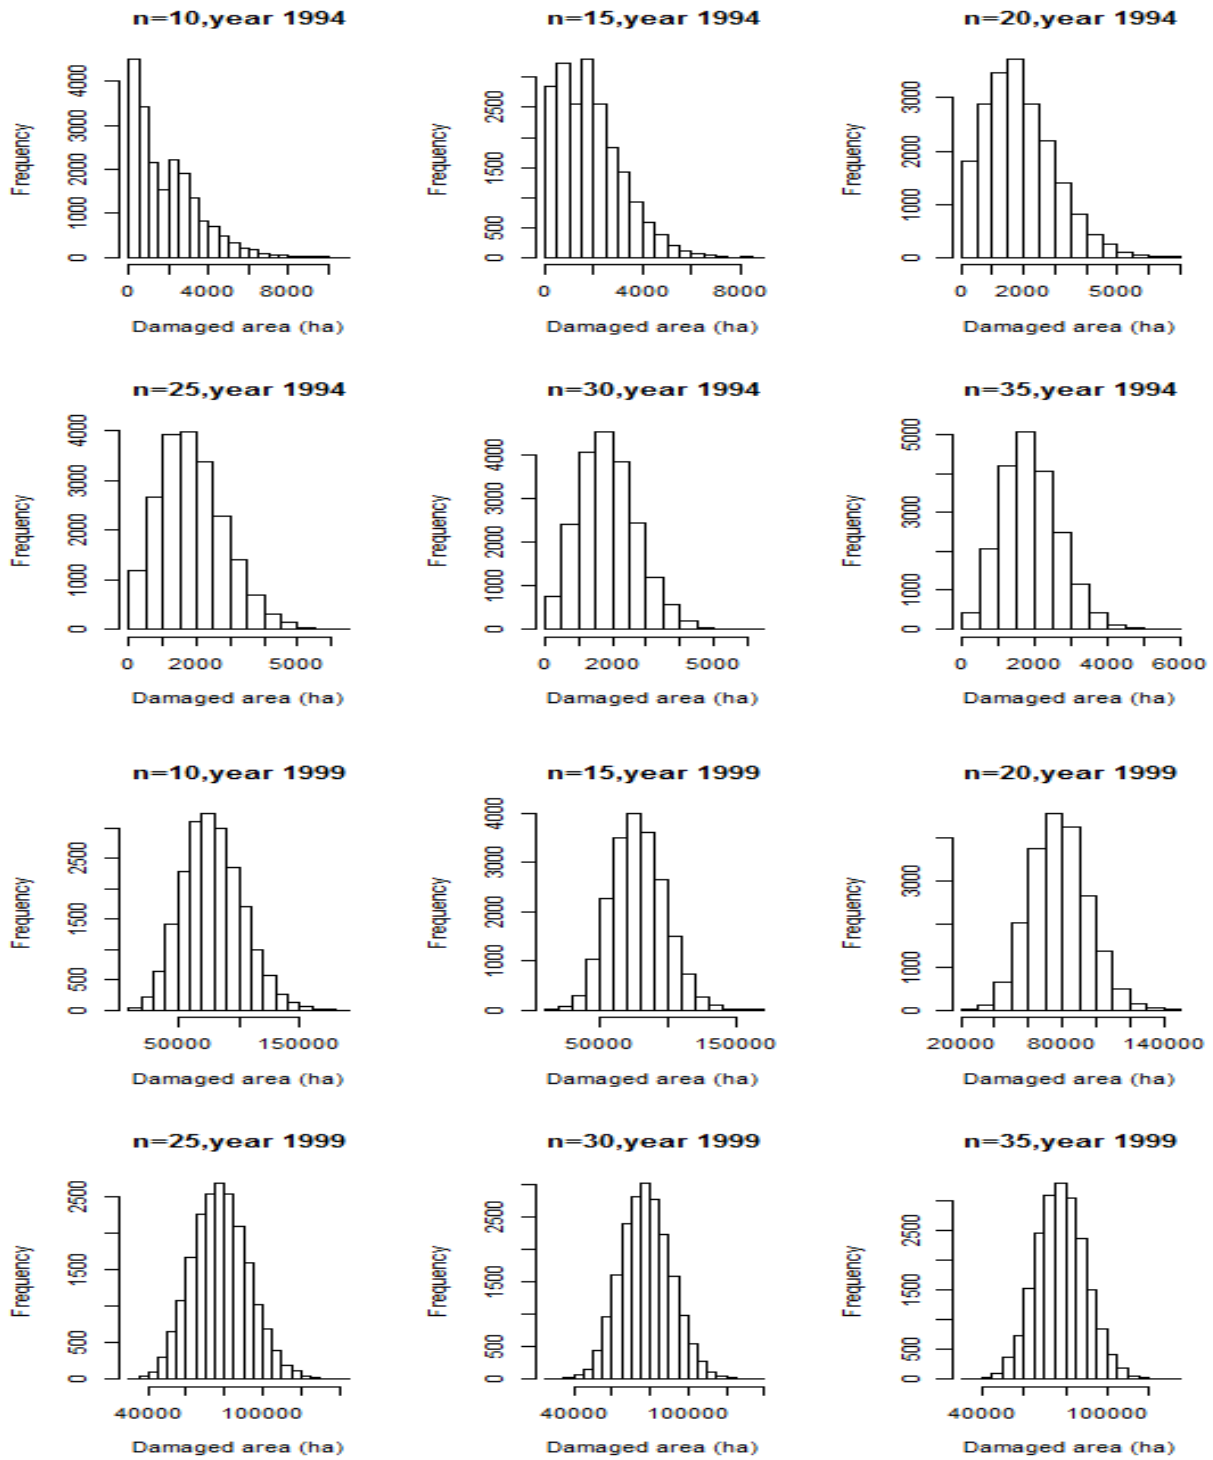 n=10,year 1994 n=15,year 1994 n=20,year 1994
Frequency 0 1000 2000 3000 4000 Frequency 500 1500 2500 0 Frequency 0 1000 2000 3000
0 4000 8000 0 4000 8000 0 2000 5000
Damaged area (ha) Damaged area (ha) Damaged area (ha)
n=25,year 1994 n=30,year 1994 n=35,year 1994
Frequency 0 1000 2000 3000 4000 Frequency 0 1000 2000 3000 4000 Frequency 0 1000 3000 5000
0 2000 5000 0 2000 5000 0 2000 4000 6000
Damaged area (ha) Damaged area (ha) Damaged area (ha)
n=10,year 1999 n=15,year 1999 n=20,year 1999
Frequency 0 500 1500 2500 Frequency 0 1000 2000 3000 4000 Frequency 0 1000 3000
50000 150000 50000 150000 20000 80000 140000
Damaged area (ha) Damaged area (ha) Damaged area (ha)
n=25,year 1999 n=30,year 1999 n=35,year 1999
Frequency 0 500 1500 2500 Frequency 0 500 1500 2500 Frequency 0 500 1500 2500
40000 100000 40000 100000 40000 100000
Damaged area (ha) Damaged area (ha) Damaged area (ha)